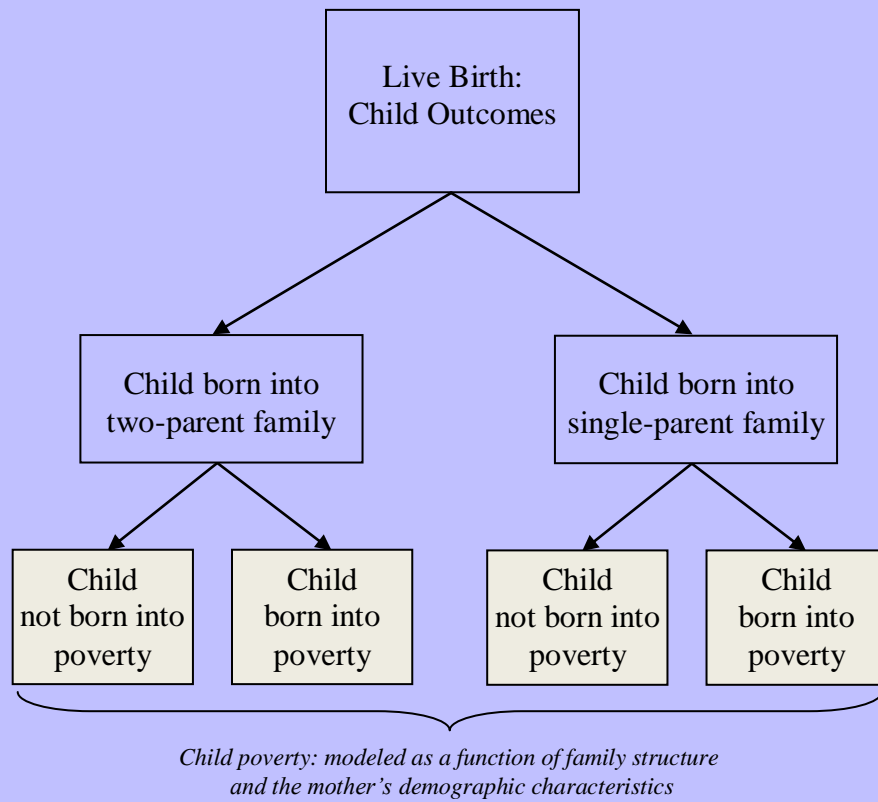 Live Birth:
Child Outcomes
Child born into
two-parent family
Child born into
single-parent family
Child
not born into
poverty
Child
born into
poverty
Child
not born into
poverty
Child
born into
poverty
Child poverty: modeled as a function of family structure
and the mother’s demographic characteristics